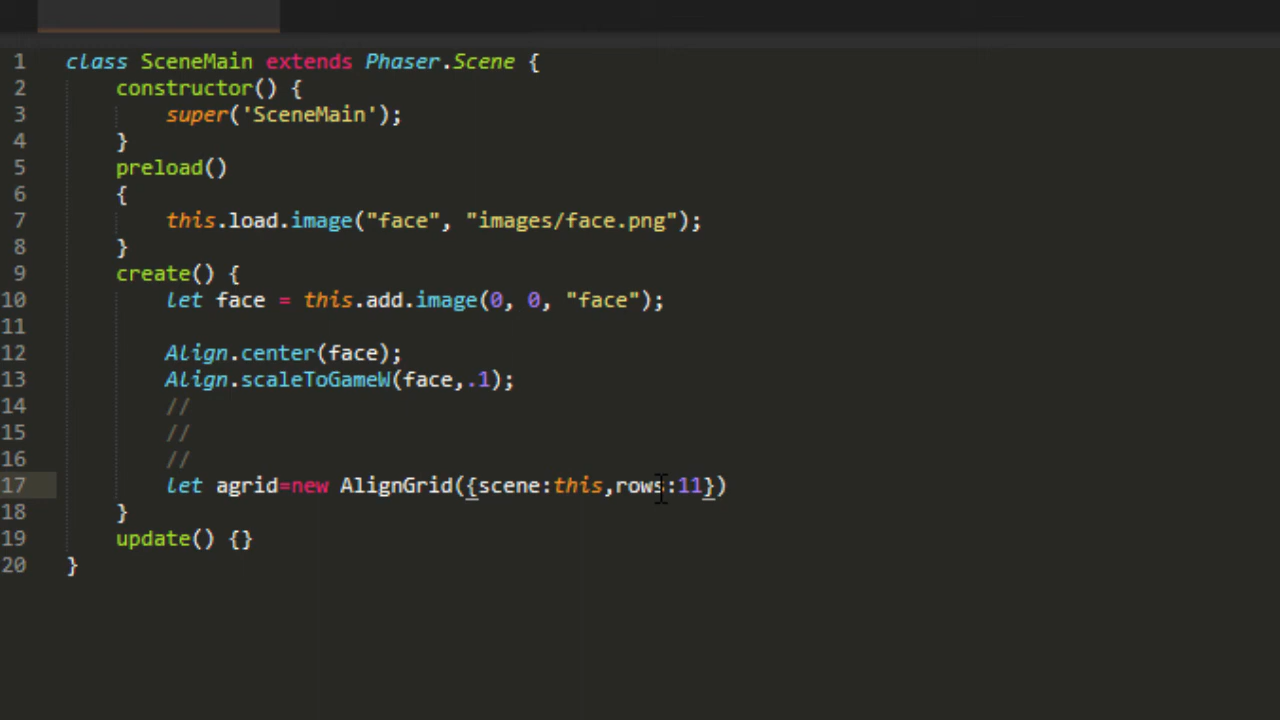 1 class SceneMain extends Phaser.Scene {
2 constructor() {
3 super('SceneMain');
4 }
5 preload()
6 {
7 this.load.image("face", "images/face.png");
8 }
9 create() {
10 let face = this.add.image(0, 0, "face");
11
12 Align.center(face);
13 Align.scaleToGameW(face,.1);
14 //
15 //
16 //
17 let agrid=new AlignGrid({scene:this,rows:11})
18 }
19 update() {}
20 }